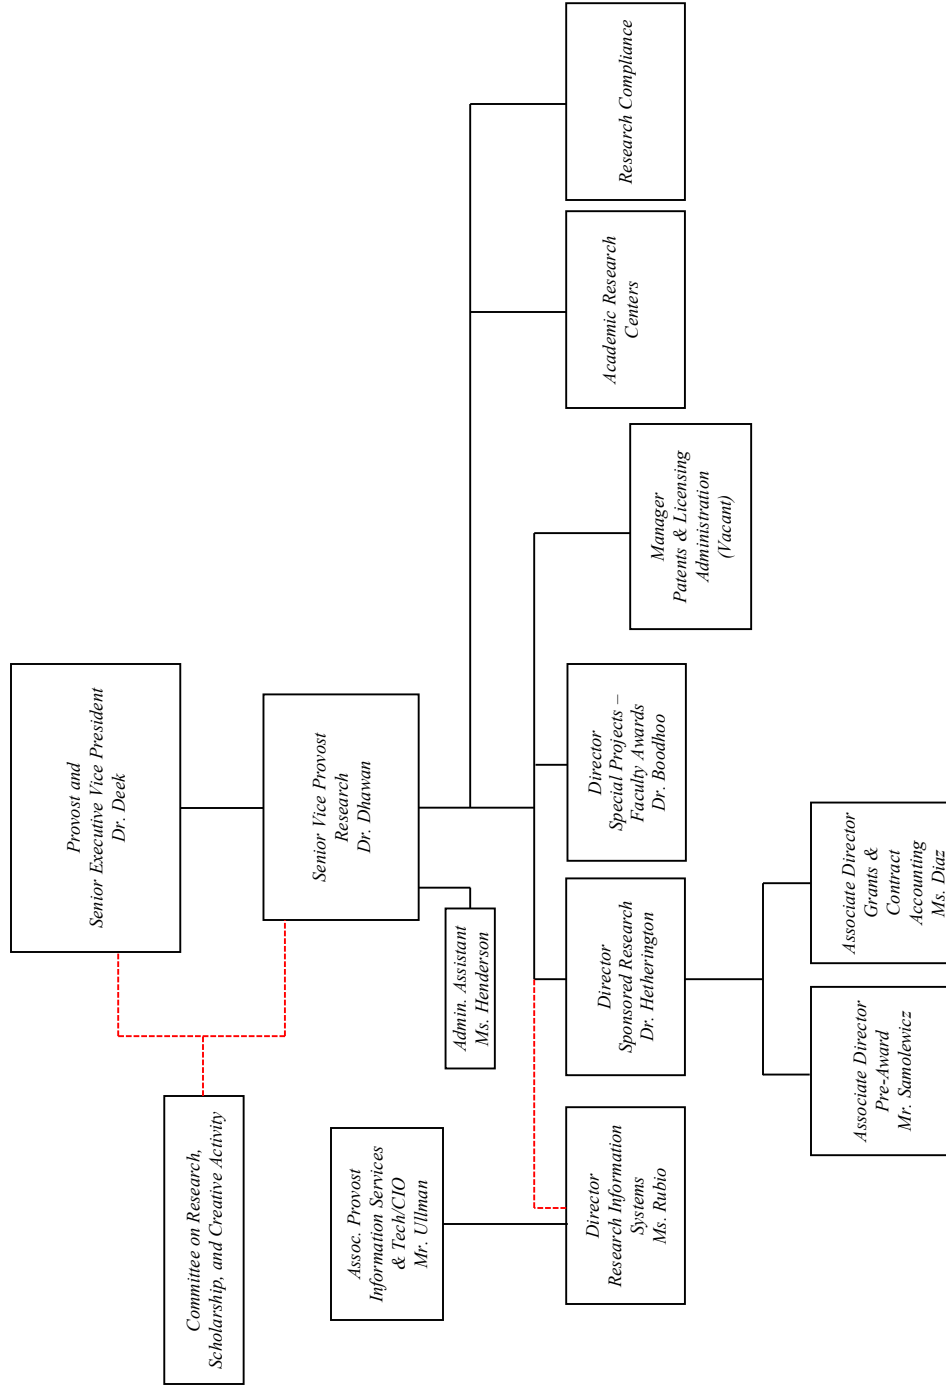 Provost and
Senior Executive Vice President
Dr. Deek
Committee on Research,
Scholarship, and Creative Activity
Senior Vice Provost
Research
Dr. Dhawan
Assoc. Provost
Information Services
& Tech/CIO
Mr. Ullman
Admin. Assistant
Ms. Henderson
Director
Research Information
Systems
Ms. Rubio
Director
Sponsored Research
Dr. Hetherington
Director
Special Projects –
Faculty Awards
Dr. Boodhoo
Manager
Patents & Licensing
Administration
(Vacant)
Academic Research
Centers
Research Compliance
Associate Director
Pre-Award
Mr. Samolewicz
Associate Director
Grants &
Contract
Accounting
Ms. Diaz